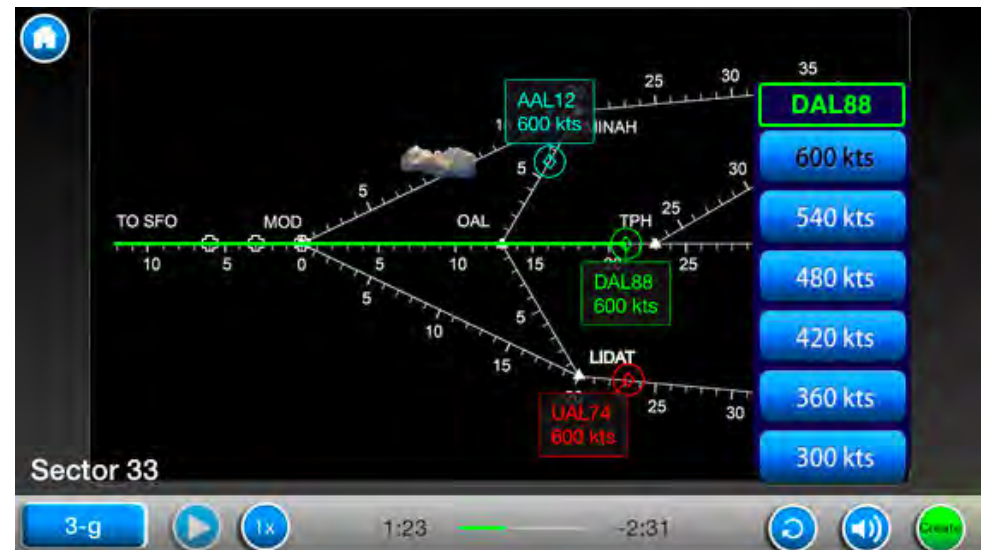 25
30
35
AAL12
600 kts
INAH
5
DAL88
600 kts
540 kts
480 kts
420 kts
360 kts
300 kts
5
30
TO SFO
MOD
OAL
TPH
25
10
5
0
5
10
15
25
DAL88
600 kts
5
10
5
15
LIDAT
UAL74
600 kts
25
30
Sector 33
3-g
1x
1:23
-2:31
Create